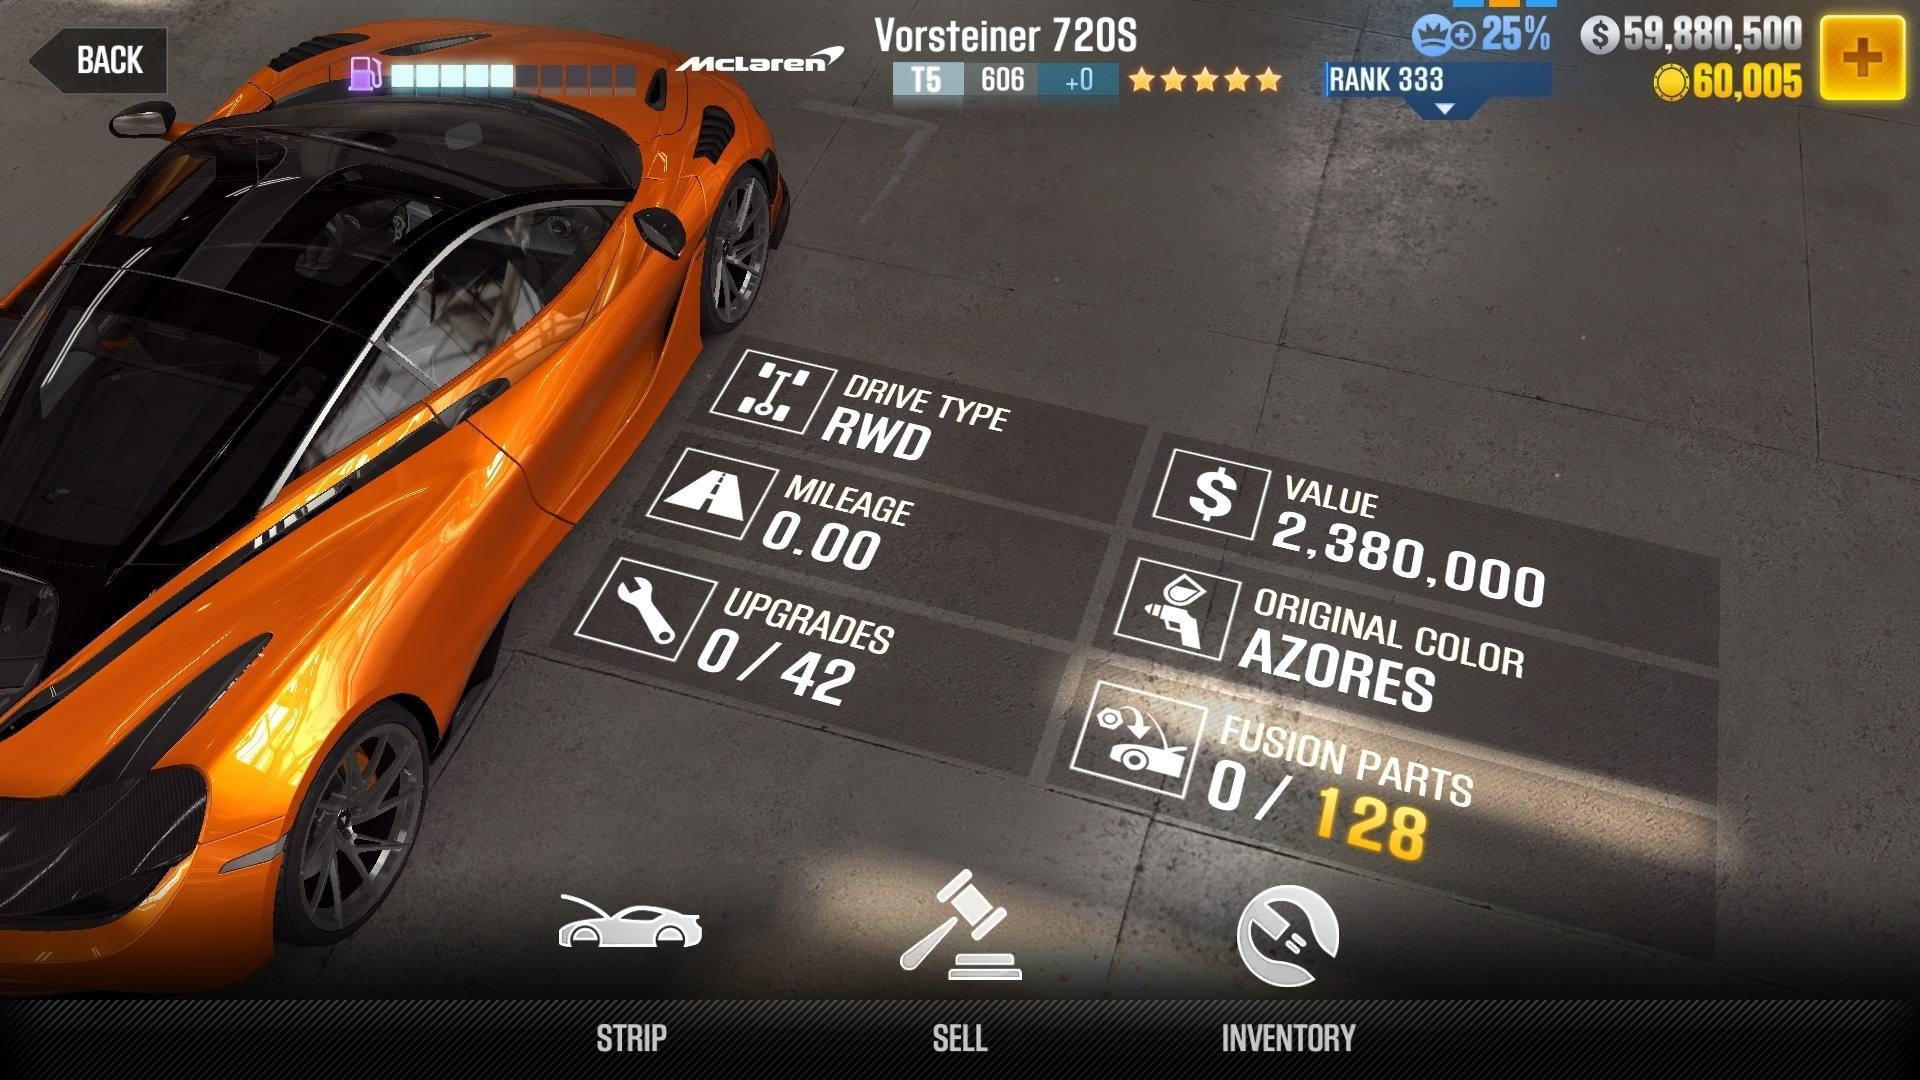 BACK
McLaren
Vorsteiner 720S
T5 606 +0
25%
RANK 333
$59,880,500
60,005
DRIVE TYPE
RWD
MILEAGE
0.00
UPGRADES
0/42
$ VALUE
2,380,000
ORIGINAL COLOR
AZORES
FUSION PARTS
0/128
STRIP
SELL
INVENTORY